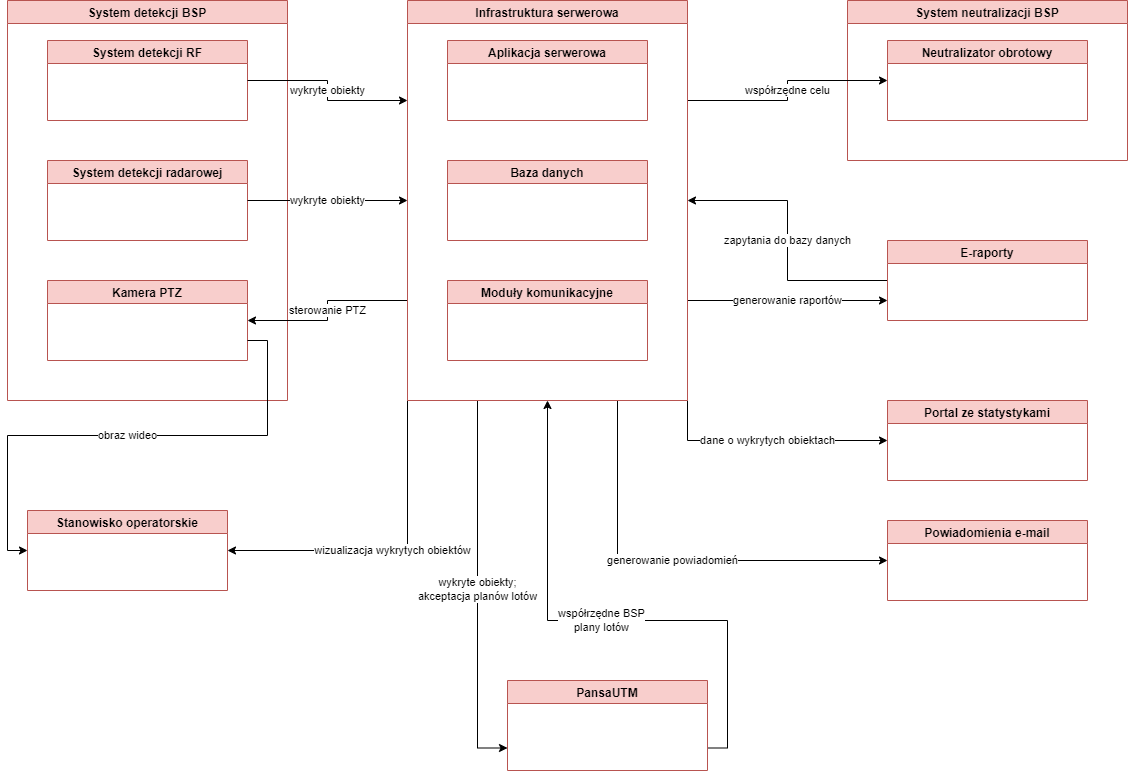 System detekcji BSP
Infrastruktura serwerowa
System neutralizacji BSP
System detekcji RF
Aplikacja serwerowa
Neutralizator obrotowy
wykryte obiekty
współrzędne celu
System detekcji radarowej
Baza danych
wykryte obiekty
zapytania do bazy danych
E-raporty
Kamera PTZ
Moduły komunikacyjne
sterowanie PTZ
generowanie raportów
Portal ze statystykami
obraz wideo
dane o wykrytych obiektach
Stanowisko operatorskie
Powiadomienia e-mail
wizualizacja wykrytych obiektów
generowanie powiadomień
wykryte obiekty;
akceptacja planów lotów
współrzędne BSP
plany lotów
PansaUTM